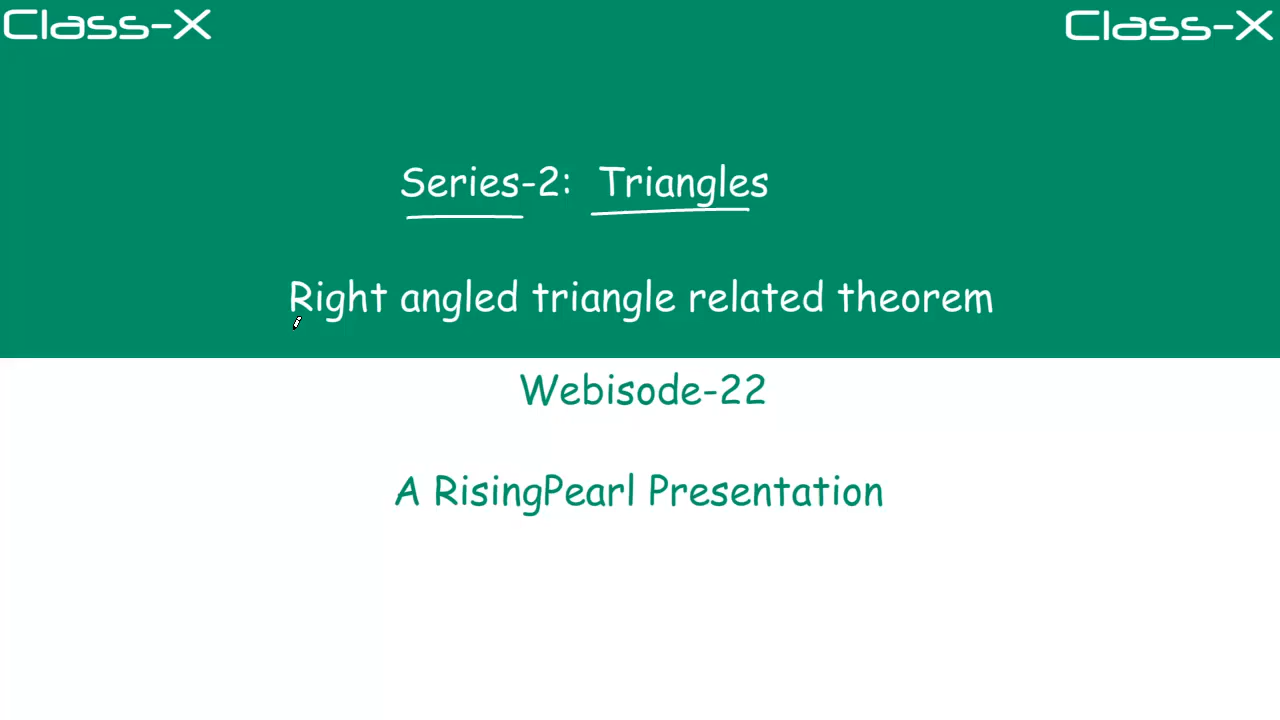 Class-X Class-X
Series-2: Triangles
Right angled triangle related theorem
Webisode-22
A RisingPearl Presentation